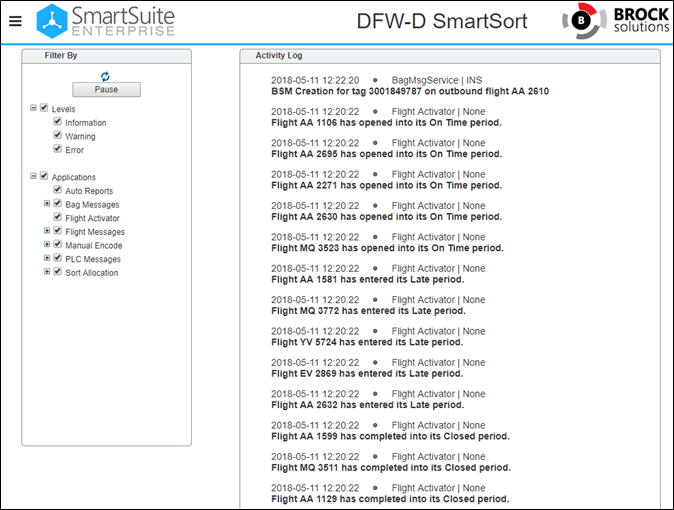 SmartSuite
ENTERPRISE
DFW-D SmartSort
B
BROCK
solutions
Filter By
Pause
Levels
Information
Warning
Error
Applications
Auto Reports
Bag Messages
Flight Activator
Flight Messages
Manual Encode
PLC Messages
Sort Allocation
Activity Log
2018-05-11 12:22:20 BagMsgService | INS
BSM Creation for tag 3001849787 on outbound flight AA 2610
2018-05-11 12:20:22 Flight Activator | None
Flight AA 1106 has opened into its On Time period.
2018-05-11 12:20:22 Flight Activator | None
Flight AA 2695 has opened into its On Time period.
2018-05-11 12:20:22 Flight Activator | None
Flight AA 2271 has opened into its On Time period.
2018-05-11 12:20:22 Flight Activator | None
Flight AA 2630 has opened into its On Time period.
2018-05-11 12:20:22 Flight Activator | None
Flight MQ 3523 has opened into its On Time period.
2018-05-11 12:20:22 Flight Activator | None
Flight AA 1581 has entered its Late period.
2018-05-11 12:20:22 Flight Activator | None
Flight MQ 3772 has entered its Late period.
2018-05-11 12:20:22 Flight Activator | None
Flight YV 5724 has entered its Late period.
2018-05-11 12:20:22 Flight Activator | None
Flight EV 2869 has entered its Late period.
2018-05-11 12:20:22 Flight Activator | None
Flight AA 2632 has entered its Late period.
2018-05-11 12:20:22 Flight Activator | None
Flight AA 1599 has completed into its Closed period.
2018-05-11 12:20:22 Flight Activator | None
Flight MQ 3511 has completed into its Closed period.
2018-05-11 12:20:22 Flight Activator | None
Flight AA 1129 has completed into its Closed period.